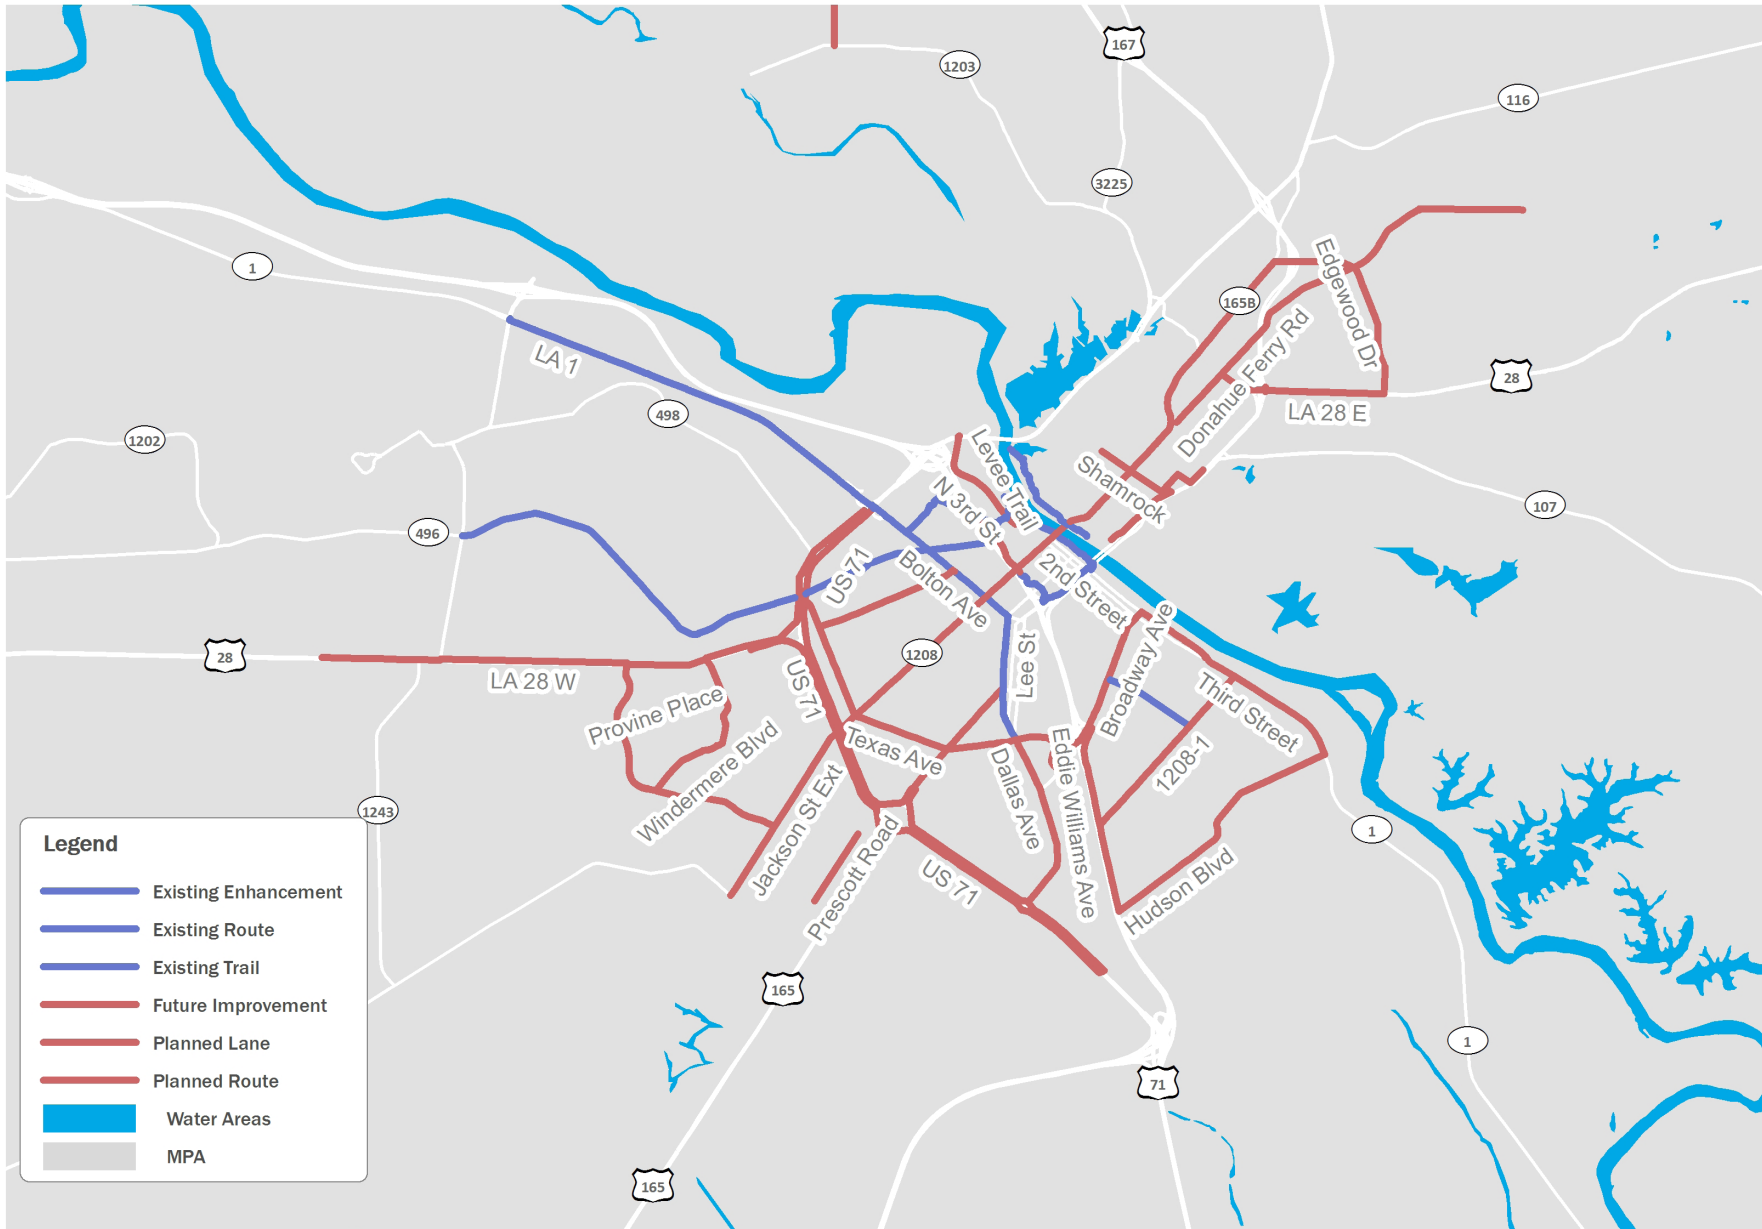 167
1203
116
3225
1
Edgewood Dr
165B
Donahue Ferry Rd
LA 1
28
498
LA 28 E
1202
Levee Trail
Shamrock
N 3rd St
107
496
US 71
Bolton Ave
2nd Street
28
1208
Lee St
Broadway Ave
LA 28 W
US 71
Provine Place
Third Street
Windermere Blvd
Texas Ave
Dallas Ave
Eddie Williams Ave
1208-1
1243
Jackson St Ext
1
Prescott Road
US 71
Hudson Blvd
165
1
71
165
Legend
Existing Enhancement
Existing Route
Existing Trail
Future Improvement
Planned Lane
Planned Route
Water Areas
MPA